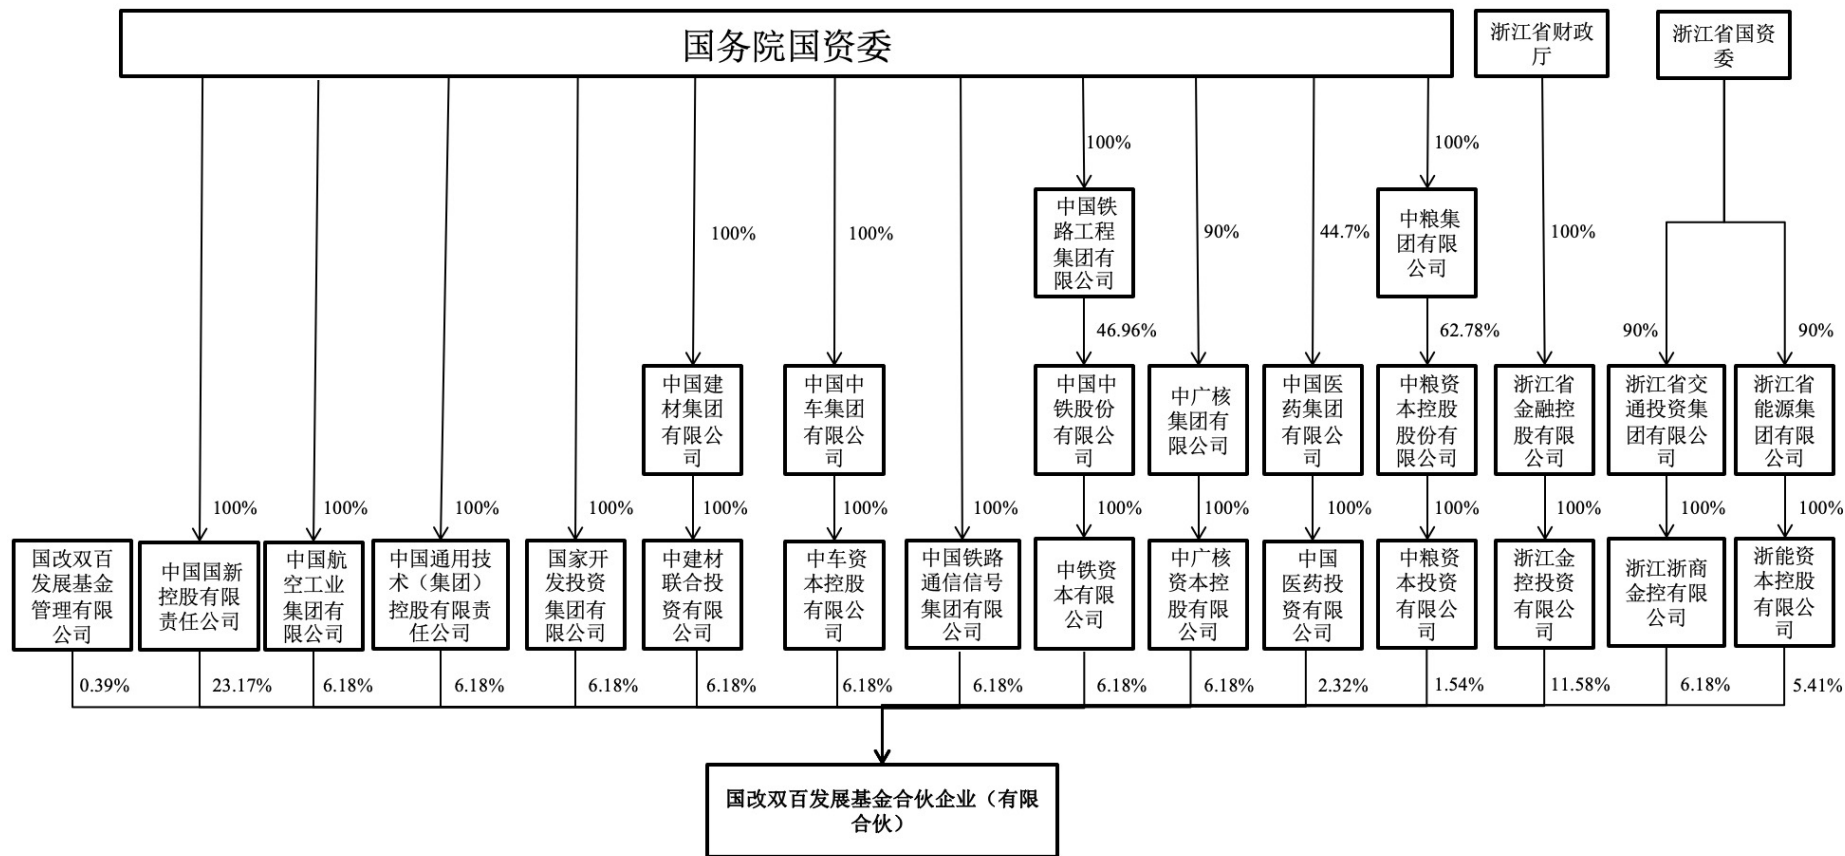 国务院国资委
浙江省财政
厅
浙江省国资
委
100%
100%
中国铁
路工程
集团有
限公司
中粮集
团有限
公司
100%
100%
90%
44.7%
100%
46.96%
62.78%
90%
90%
中国建
材集团
有限公
司
中国中
车集团
有限公
司
中国中
铁股份
有限公
司
中广核
集团有
限公司
中国医
药集团
有限公
司
中粮资
本控股
股份有
限公司
浙江省
金融控
股有限
公司
浙江省交
通投资集
团有限公
司
浙江省
能源集
团有限
公司
100%
100%
100%
100%
100%
100%
100%
100%
100%
100%
100%
100%
100%
100%
国改双百
发展基金
管理有限
公司
中国国新
控股有限
责任公司
中国航
空工业
集团有
限公司
中国通用技
术（集团）
控股有限责
任公司
国家开
发投资
集团有
限公司
中建材
联合投
资有限
公司
中车资
本控股
有限公
司
中国铁路
通信信号
集团有限
公司
中铁资
本有限
公司
中广核
资本控
股有限
公司
中国
医药投
资有限
公司
中粮资
本投资
有限公
司
浙江金
控投资
有限公
司
浙江浙商
金控有限
公司
浙能资
本控股
有限公
司
0.39%
23.17%
6.18%
6.18%
6.18%
6.18%
6.18%
6.18%
6.18%
6.18%
2.32%
1.54%
11.58%
6.18%
5.41%
国改双百发展基金合伙企业（有限
合伙）